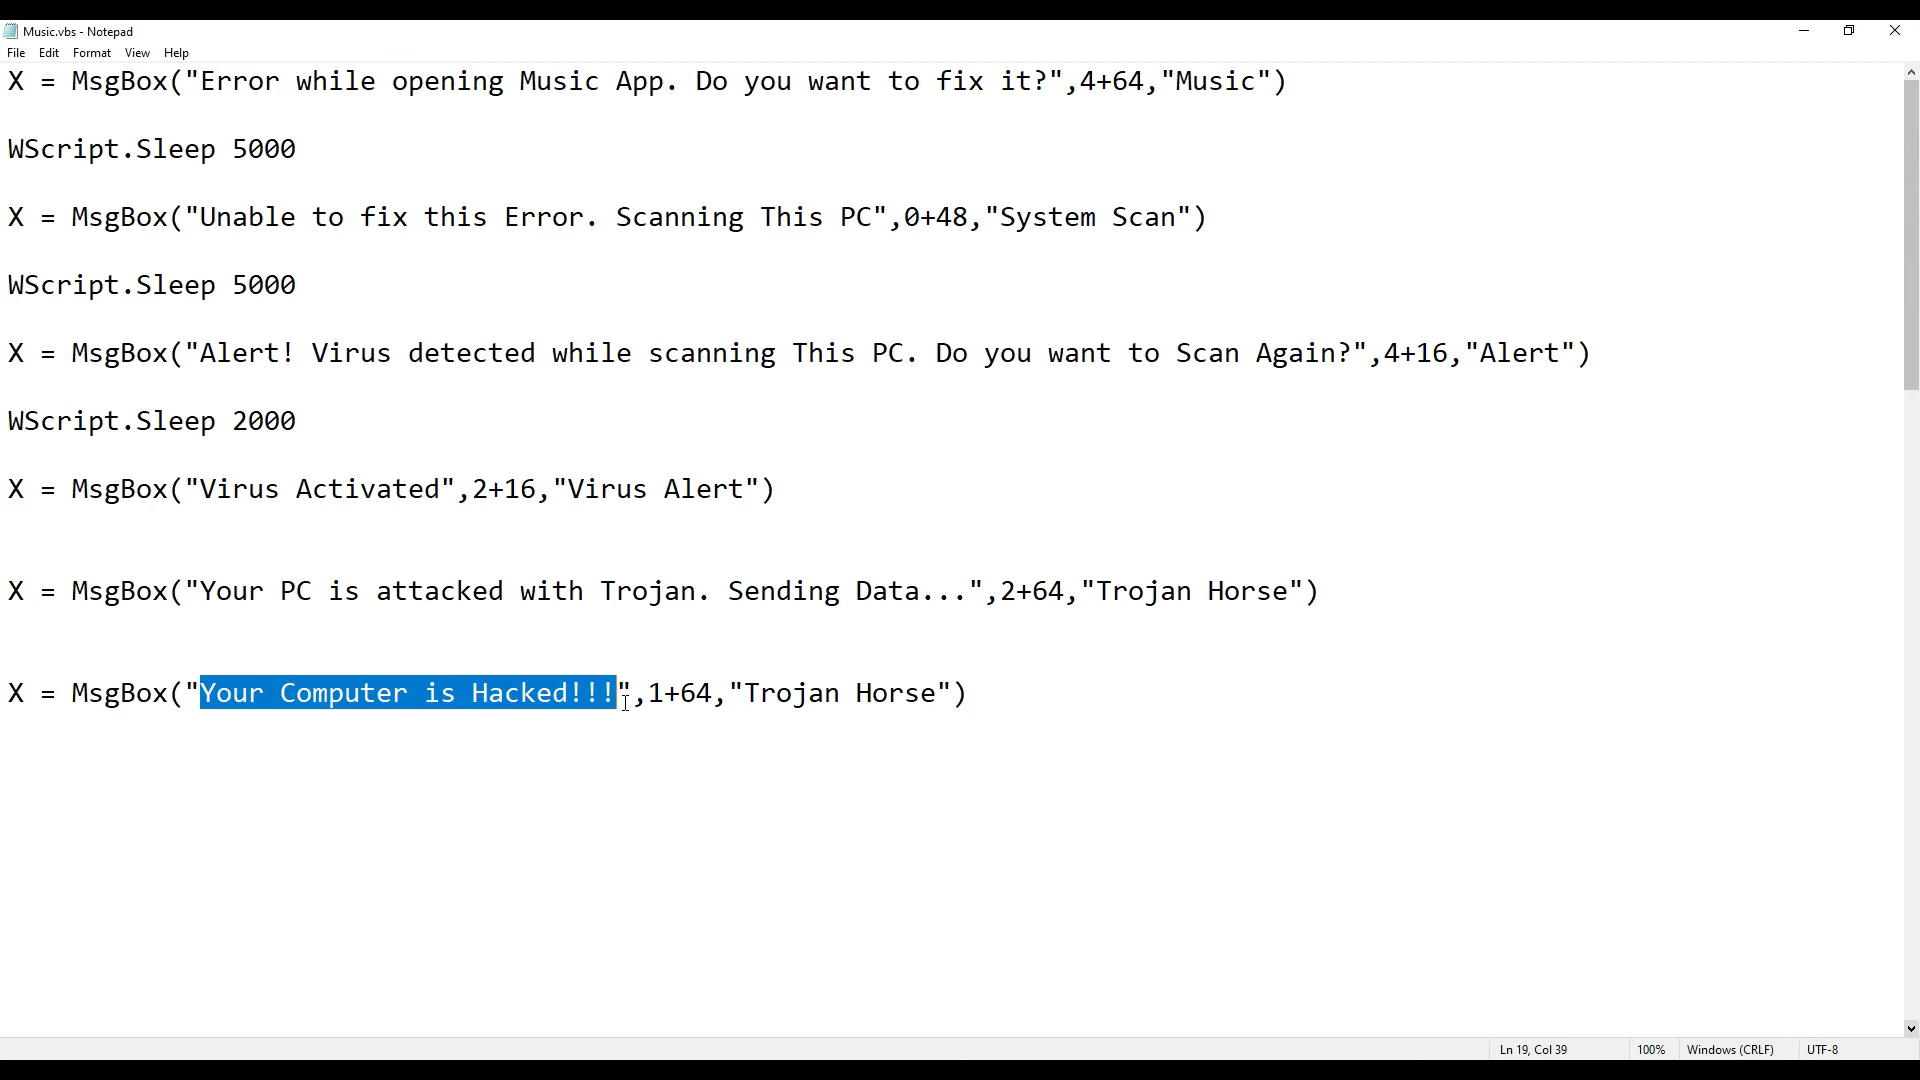 Music.vbs - Notepad
File Edit Format View Help
X = MsgBox("Error while opening Music App. Do you want to fix it?",4+64,"Music")
WScript.Sleep 5000
X = MsgBox("Unable to fix this Error. Scanning This PC",0+48,"System Scan")
WScript.Sleep 5000
X = MsgBox("Alert! Virus detected while scanning This PC. Do you want to Scan Again?",4+16,"Alert")
WScript.Sleep 2000
X = MsgBox("Virus Activated",2+16,"Virus Alert")
X = MsgBox("Your PC is attacked with Trojan. Sending Data...",2+64,"Trojan Horse")
X = MsgBox("Your Computer is Hacked!!!",1+64,"Trojan Horse")
Ln 19, Col 39 100% Windows (CRLF) UTF-8